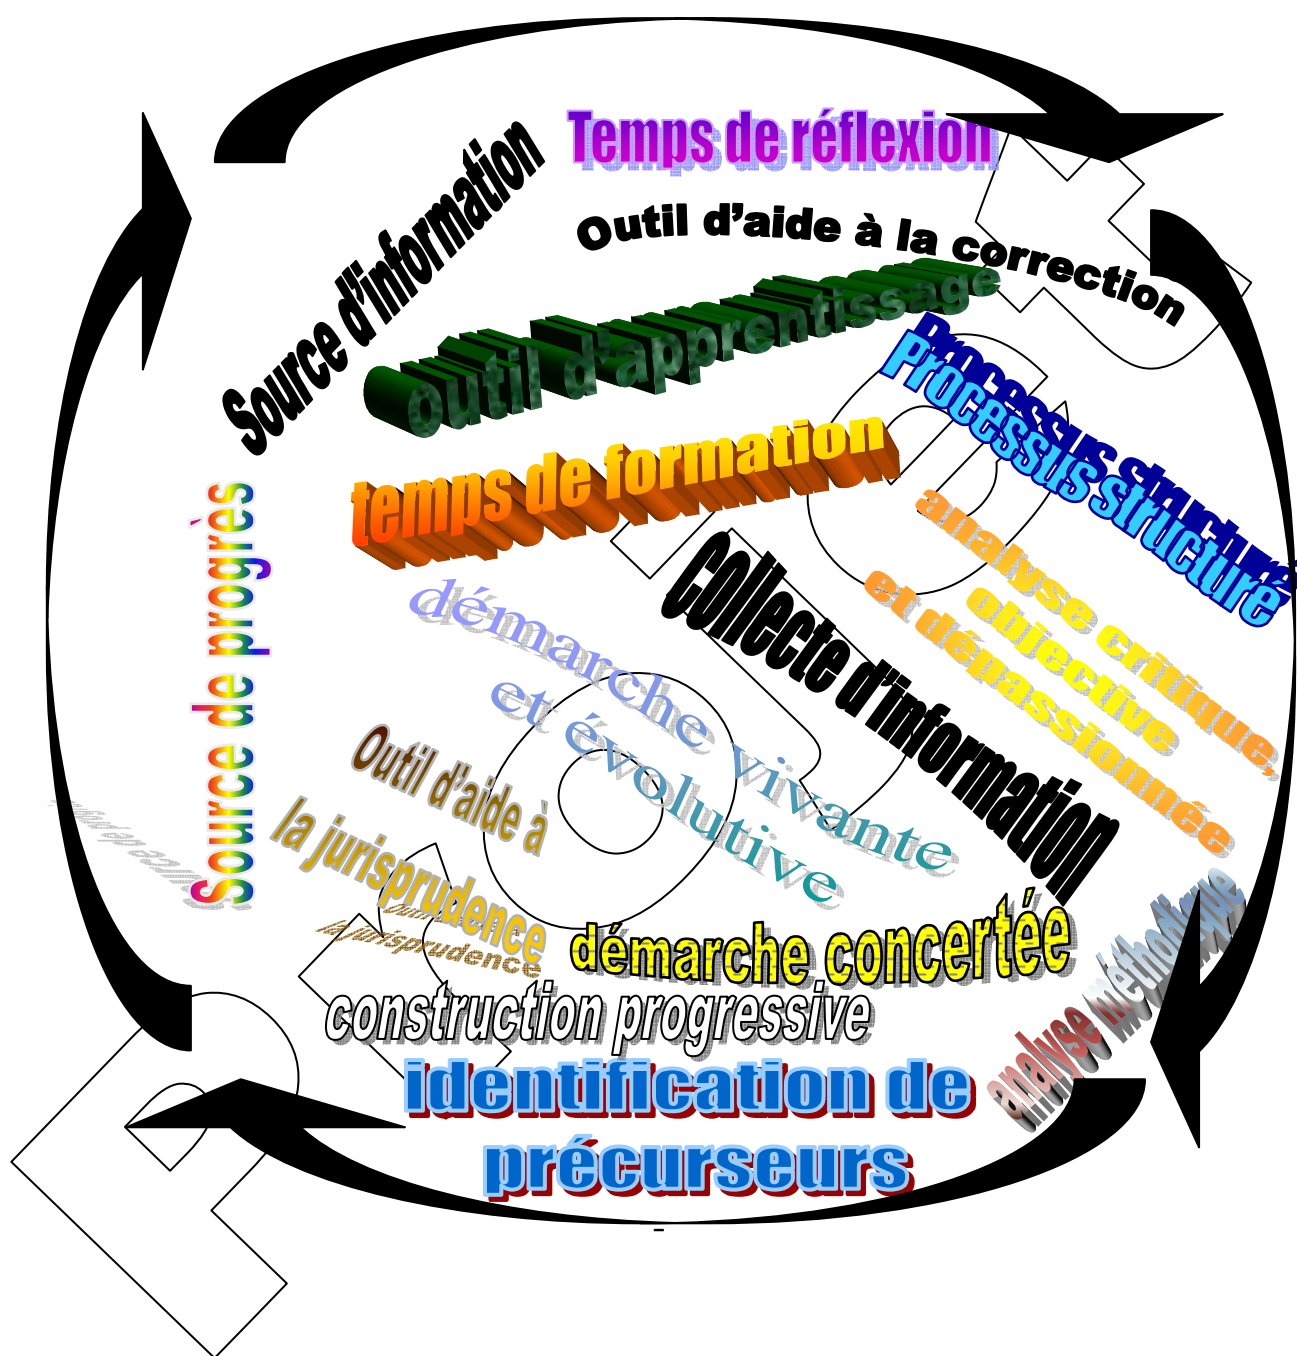 Temps de réflexion
Source d'information
Outil d'aide à la correction
outil d'apprentissage
Processus structuré
temps de formation
Source de progrès
analyse critique,
objective
et dépassionnée
collecte d'information
démarche vivante
et évolutive
Outil d'aide à
la jurisprudence
démarche concertée
analyse méthodique
construction progressive
identification de
précurseurs
Projet